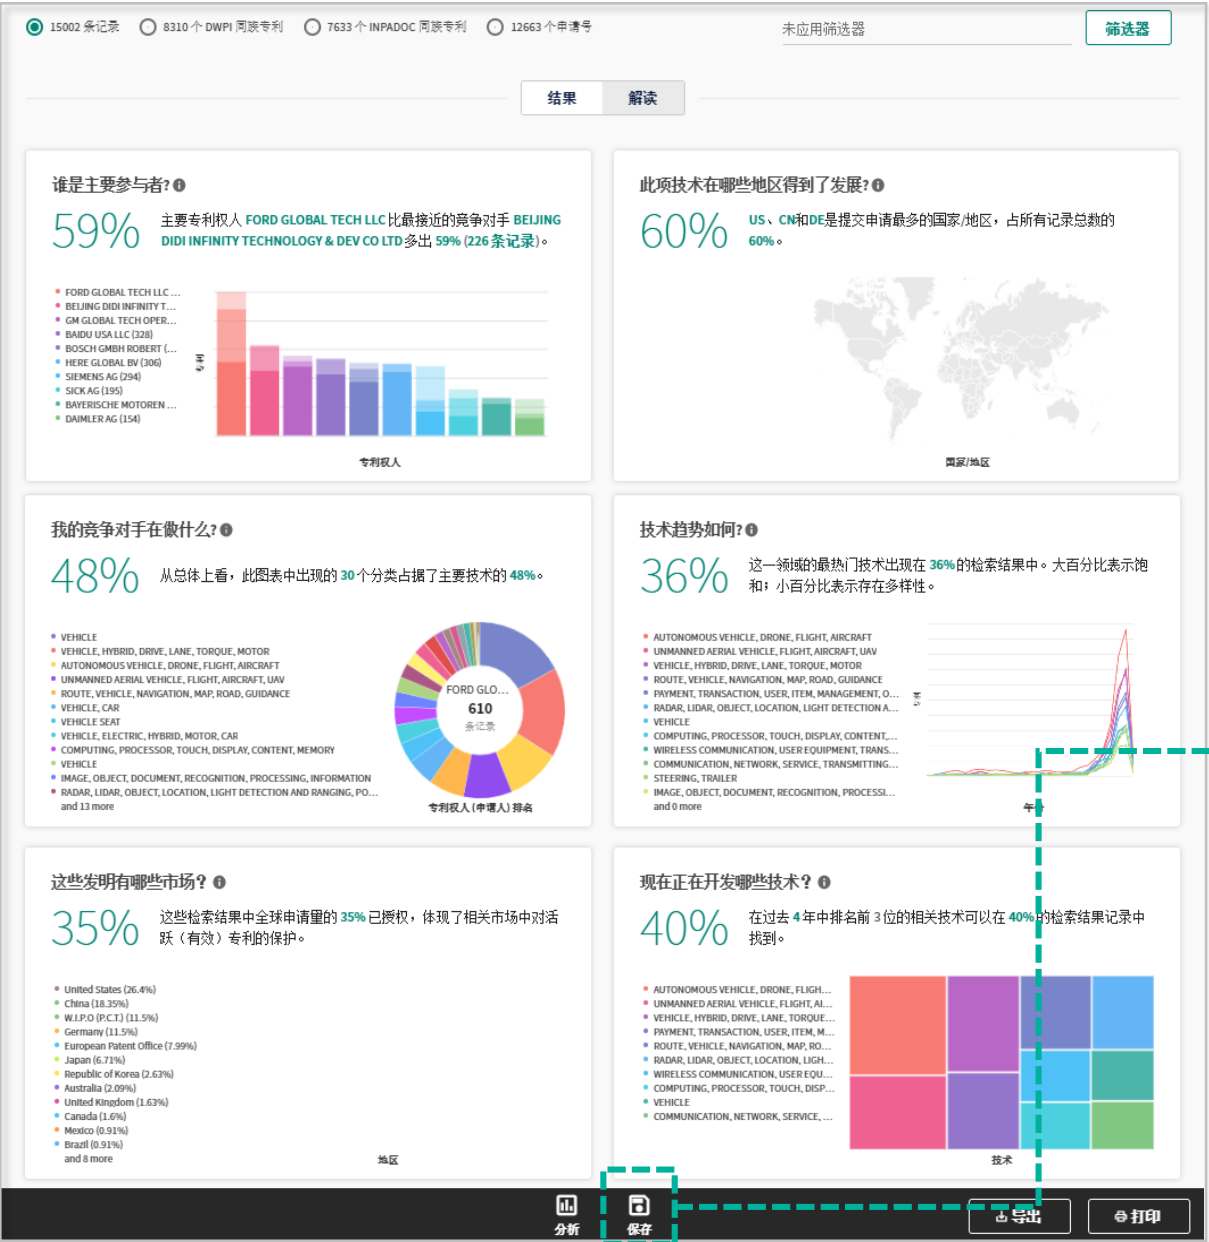 15002 条记录 8310 个 DWPI 同族专利 7633 个 INPADOC 同族专利 12663 个申请号 未应用筛选器 筛选器
结果 解读
谁是主要参与者?
59% 主要专利权人 FORD GLOBAL TECH LLC 比最接近的竞争对手 BEIJING
DIDI INFINITY TECHNOLOGY & DEV CO LTD 多出 59% (226 条记录)。
FORD GLOBAL TECH LLC ...
BEIJING DIDI INFINITY T...
GM GLOBAL TECH OPER...
BAIDU USA LLC (328)
BOSCH GMBH ROBERT (...
HERE GLOBAL BV (306)
SIEMENS AG (294)
SICK AG (195)
BAYERISCHE MOTOREN ...
DAIMLER AG (154)
专利权人
此项技术在哪些地区得到了发展?
60% US、CN和DE是提交申请最多的国家/地区，占所有记录总数的
60%。
国家/地区
我的竞争对手在做什么?
48% 从总体上看，此图表中出现的 30 个分类占据了主要技术的 48%。
VEHICLE
VEHICLE, HYBRID, DRIVE, LANE, TORQUE, MOTOR
AUTONOMOUS VEHICLE, DRONE, FLIGHT, AIRCRAFT
UNMANNED AERIAL VEHICLE, FLIGHT, AIRCRAFT, UAV
ROUTE, VEHICLE, NAVIGATION, MAP, ROAD, GUIDANCE
VEHICLE, CAR
VEHICLE SEAT
VEHICLE, ELECTRIC, HYBRID, MOTOR, CAR
COMPUTING, PROCESSOR, TOUCH, DISPLAY, CONTENT, MEMORY
VEHICLE
IMAGE, OBJECT, DOCUMENT, RECOGNITION, PROCESSING, INFORMATION
RADAR, LIDAR, OBJECT, LOCATION, LIGHT DETECTION AND RANGING, PO...
and 13 more
FORD GLO...
610
条记录
专利权人 (申请人) 排名
技术趋势如何?
36% 这一领域的最热门技术出现在 36% 的检索结果中。大百分比表示饱
和；小百分比表示存在多样性。
AUTONOMOUS VEHICLE, DRONE, FLIGHT, AIRCRAFT
UNMANNED AERIAL VEHICLE, FLIGHT, AIRCRAFT, UAV
VEHICLE, HYBRID, DRIVE, LANE, TORQUE, MOTOR
ROUTE, VEHICLE, NAVIGATION, MAP, ROAD, GUIDANCE
PAYMENT, TRANSACTION, USER, ITEM, MANAGEMENT, O...
RADAR, LIDAR, OBJECT, LOCATION, LIGHT DETECTION A...
VEHICLE
COMPUTING, PROCESSOR, TOUCH, DISPLAY, CONTENT,...
WIRELESS COMMUNICATION, USER EQUIPMENT, TRANS...
COMMUNICATION, NETWORK, SERVICE, TRANSMITTING...
STEERING, TRAILER
IMAGE, OBJECT, DOCUMENT, RECOGNITION, PROCESSI...
and 0 more
这些发明有哪些市场?
35% 这些检索结果中全球申请量的 35% 已授权，体现了相关市场中对活
跃（有效）专利的保护。
United States (26.4%)
China (18.35%)
W.I.P.O (P.C.T.) (11.5%)
Germany (11.5%)
European Patent Office (7.99%)
Japan (6.71%)
Republic of Korea (2.63%)
Australia (2.09%)
United Kingdom (1.63%)
Canada (1.6%)
Mexico (0.91%)
Brazil (0.91%)
and 8 more
地区
现在正在开发哪些技术?
40% 在过去 4 年中排名前 3 位的相关技术可以在 40% 的检索结果记录中
找到。
AUTONOMOUS VEHICLE, DRONE, FLIGH...
UNMANNED AERIAL VEHICLE, FLIGHT, AI...
VEHICLE, HYBRID, DRIVE, LANE, TORQUE...
PAYMENT, TRANSACTION, USER, ITEM, M...
ROUTE, VEHICLE, NAVIGATION, MAP, RO...
RADAR, LIDAR, OBJECT, LOCATION, LIGH...
WIRELESS COMMUNICATION, USER EQU...
COMPUTING, PROCESSOR, TOUCH, DISP...
VEHICLE
COMMUNICATION, NETWORK, SERVICE, ...
技术
分析 保存 导出 打印